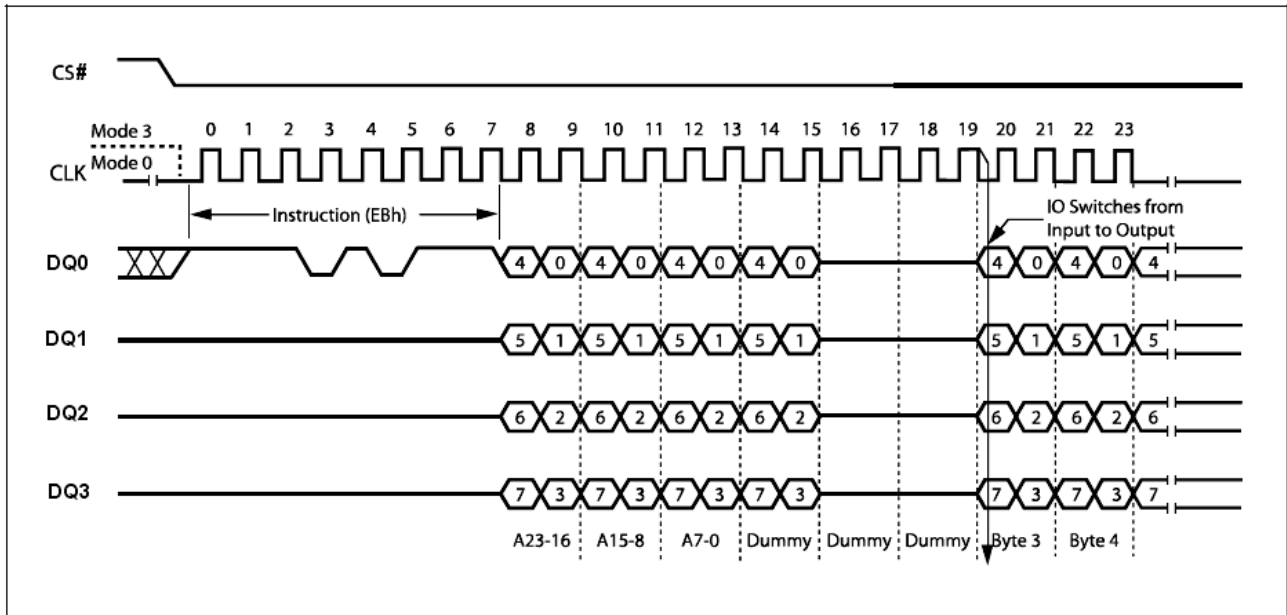 CS#
Mode 3
0 1 2 3 4 5 6 7 8 9 10 11 12 13 14 15 16 17 18 19 20 21 22 23
CLK
Mode 0
Instruction (EBh)
IO Switches from
Input to Output
DQ0
4 0 4 0 4 0 4 0 4 0 4 0 4
DQ1
5 1 5 1 5 1 5 1 5 1 5 1 5
DQ2
6 2 6 2 6 2 6 2 6 2 6 2 6
DQ3
7 3 7 3 7 3 7 3 7 3 7 3 7
A23-16 A15-8 A7-0 Dummy Dummy Dummy Byte 3 Byte 4